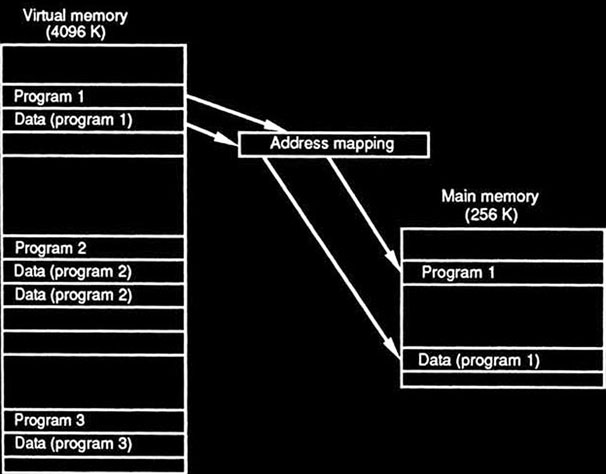 Virtual memory
(4096 K)
Program 1
Data (program 1)
Address mapping
Program 2
Data (program 2)
Data (program 2)
Program 3
Data (program 3)
Main memory
(256 K)
Program 1
Data (program 1)